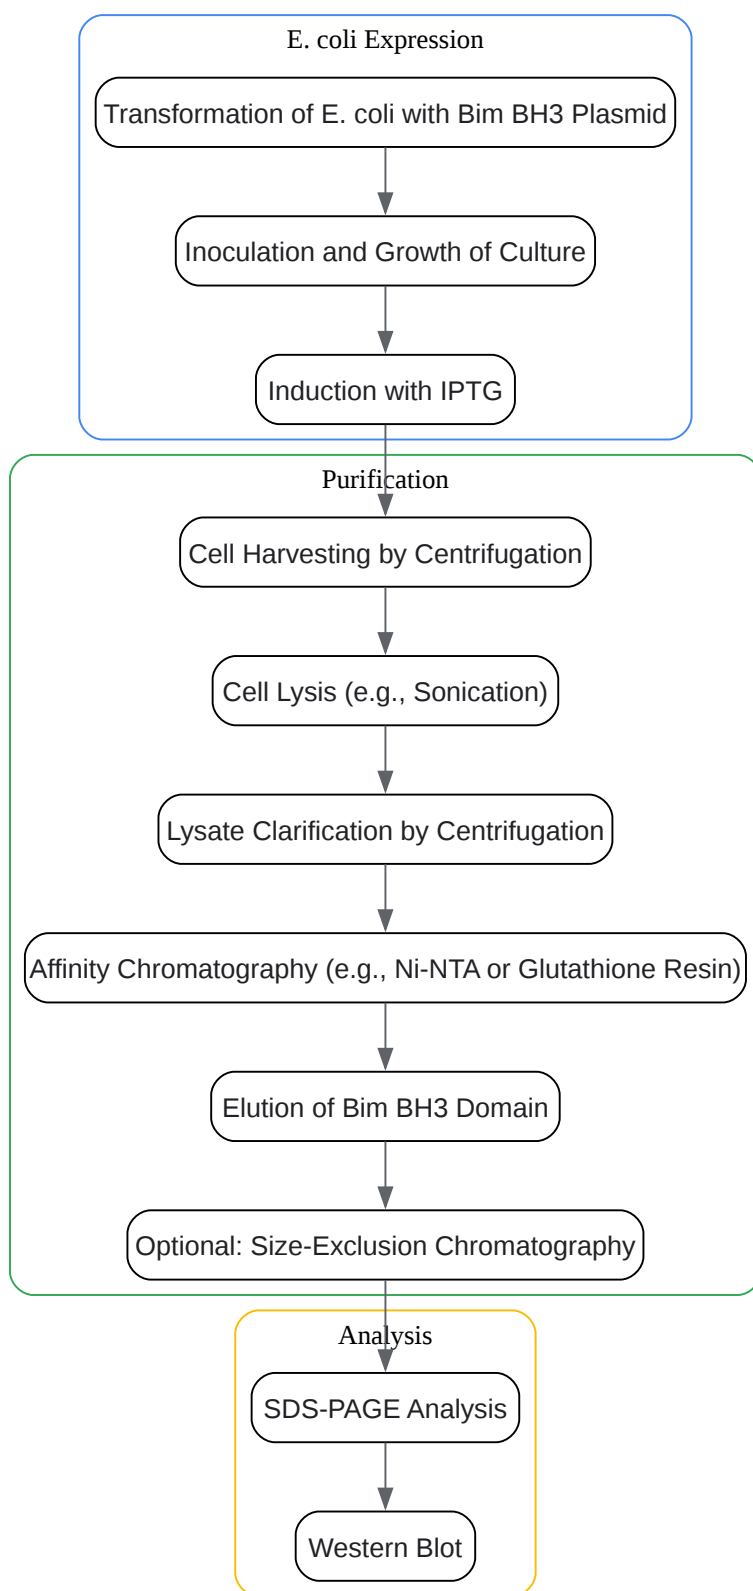 E. coli Expression
Transformation of E. coli with Bim BH3 Plasmid
Inoculation and Growth of Culture
Induction with IPTG
Purification
Cell Harvesting by Centrifugation
Cell Lysis (e.g., Sonication)
Lysate Clarification by Centrifugation
Affinity Chromatography (e.g., Ni-NTA or Glutathione Resin)
Elution of Bim BH3 Domain
Optional: Size-Exclusion Chromatography
Analysis
SDS-PAGE Analysis
Western Blot